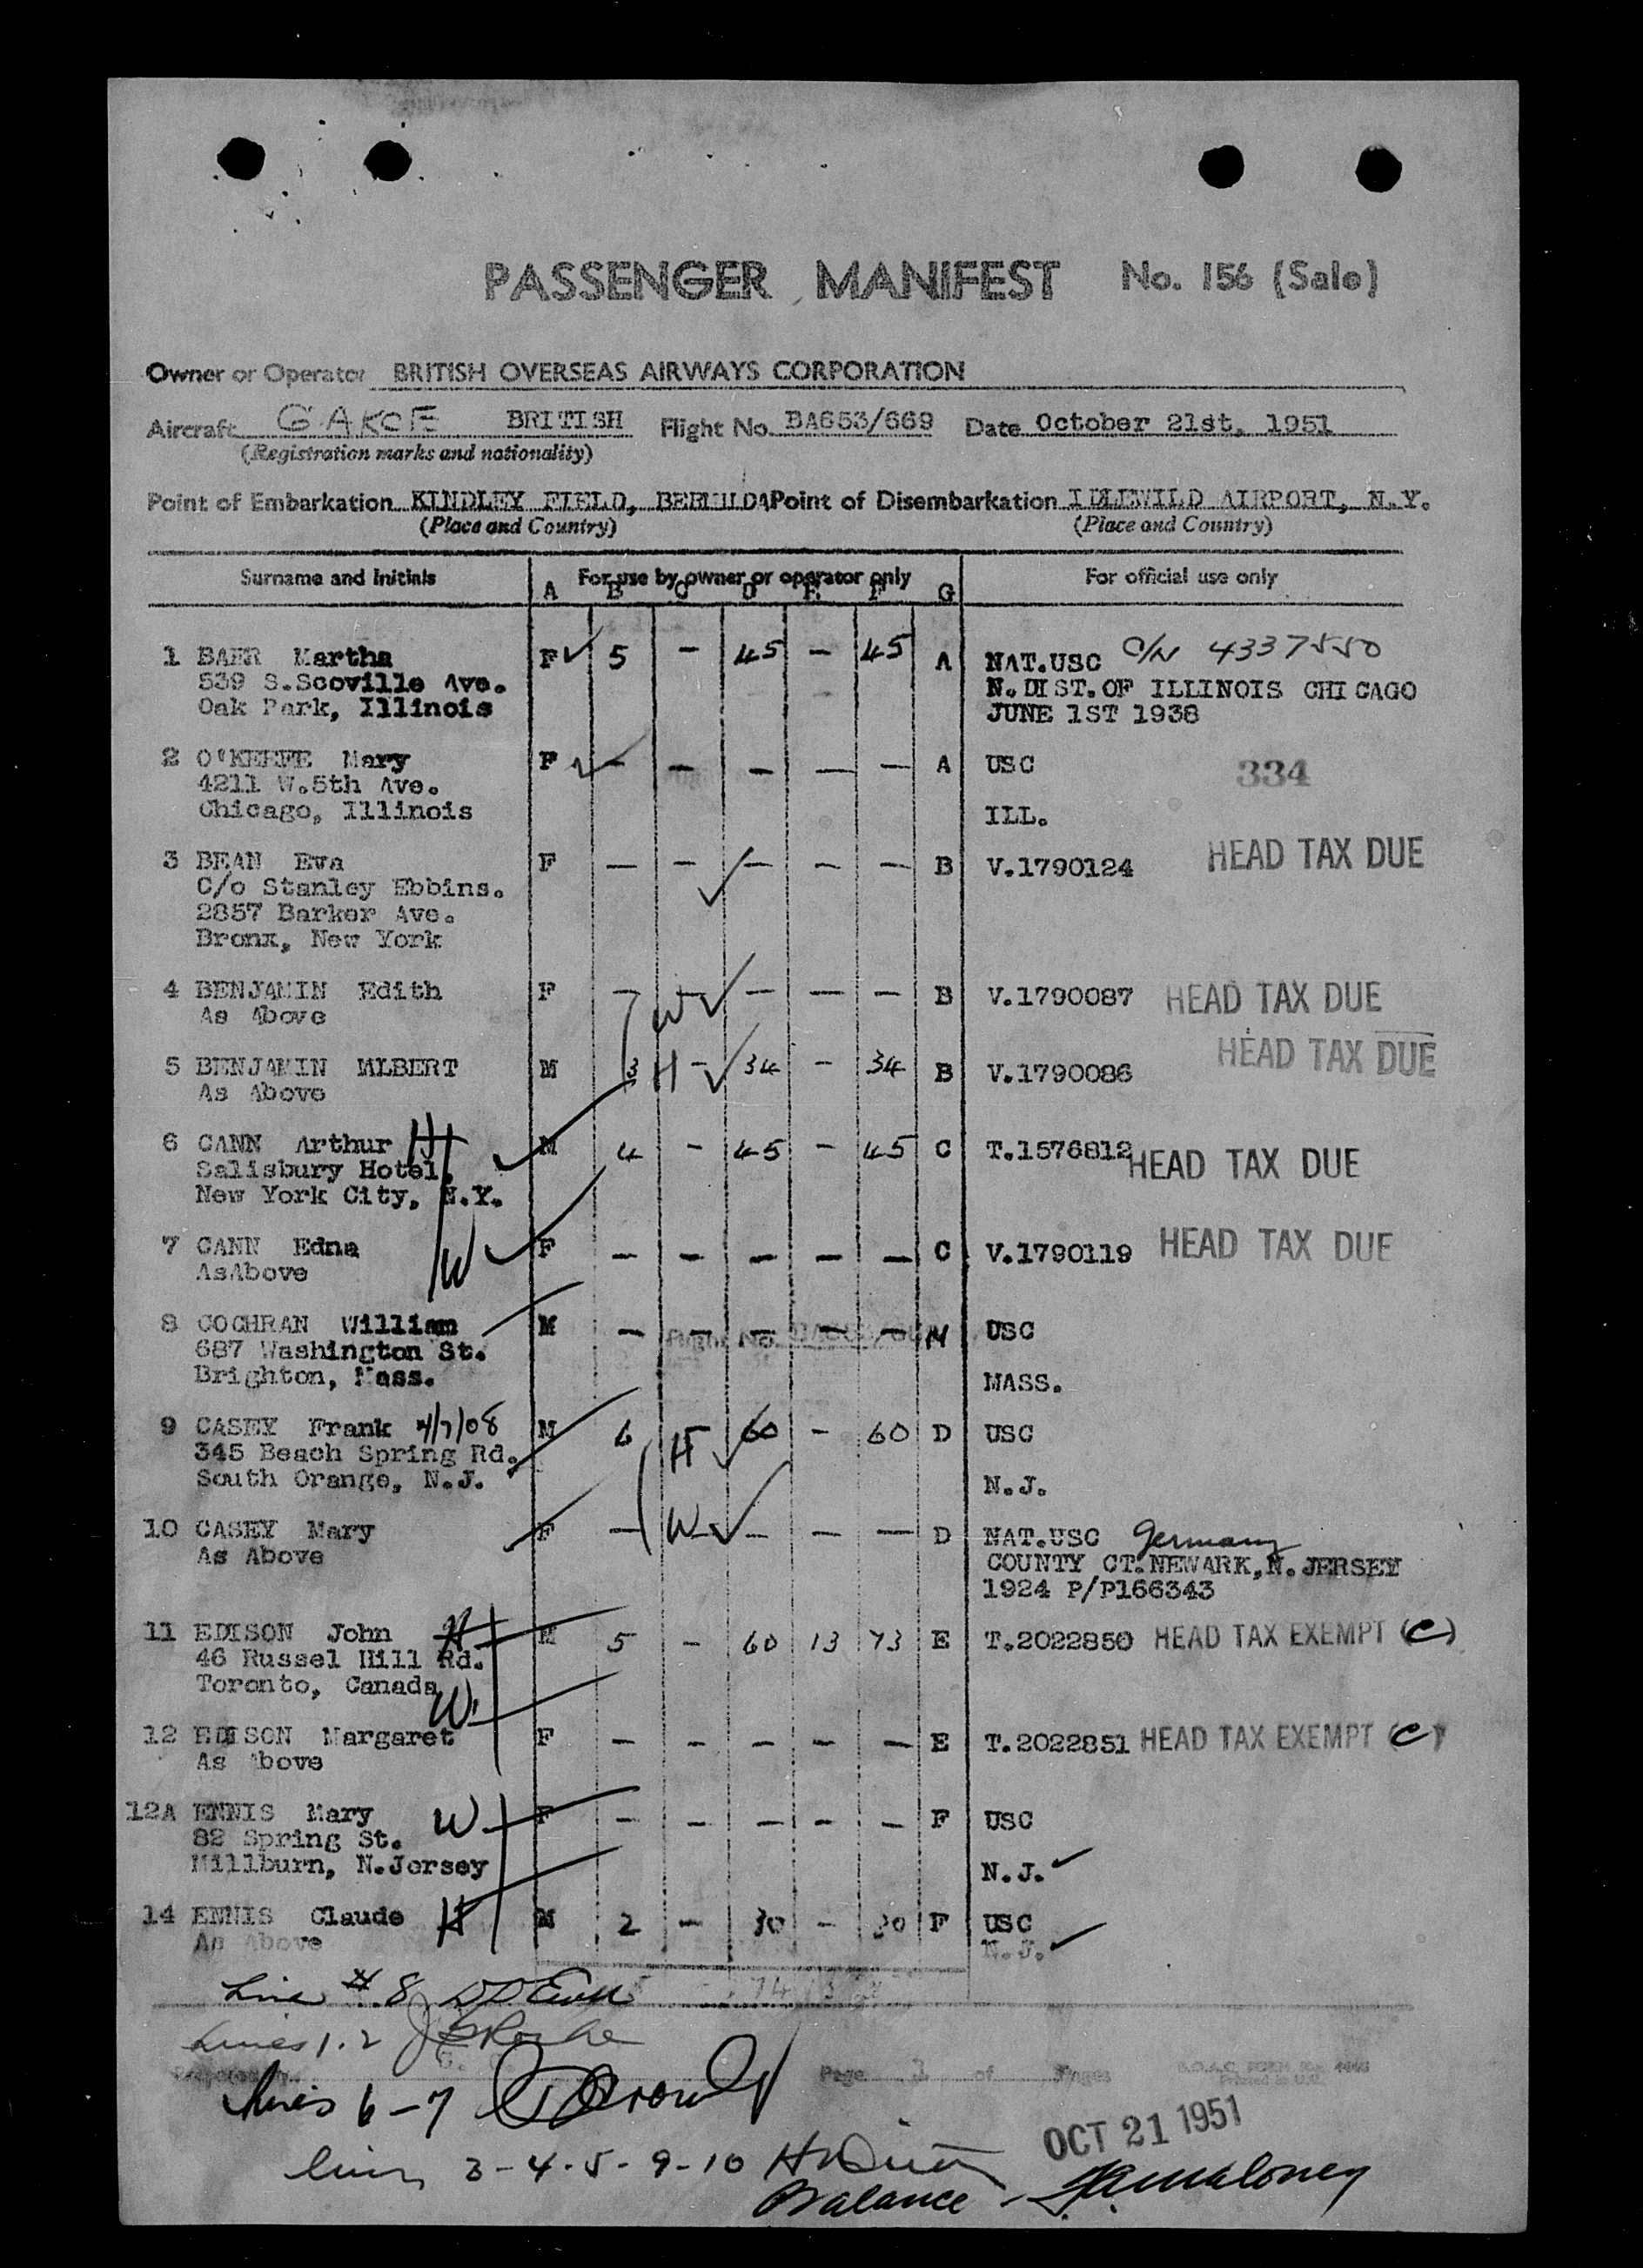 PASSENGER MANIFEST No. 156 (Sale)
Owner or Operator BRITISH OVERSEAS AIRWAYS CORPORATION
Aircraft G AKCE BRITISH Flight No. BA653/669 Date October 21st, 1951
(Registration marks and nationality)
Point of Embarkation KINDLEY FIELD, BERMUDA Point of Disembarkation IDLEWILD AIRPORT, N.Y.
(Place and Country) (Place and Country)
Surname and Initials For use by owner or operator only For official use only
A B C D E F G
1 BAER Martha F 5 - 45 - 45 A NAT.USC C/N 4337550
539 S.Scoville Ave. N.DIST.OF ILLINOIS CHICAGO
Oak Park, Illinois JUNE 1ST 1938
2 O'KEEFE Mary F - - - - - A USC 334
4211 W.5th Ave.
Chicago, Illinois ILL.
3 BEAN Eva F - - - - - B V.1790124 HEAD TAX DUE
C/o Stanley Ebbins.
2857 Barker Ave.
Bronx, New York
4 BENJAMIN Edith F - W - - - B V.1790087 HEAD TAX DUE
As Above
5 BENJAMIN ALBERT M 3 H - 34 - 34 B V.1790086 HEAD TAX DUE
As Above
6 CANN Arthur H M 4 - 45 - 45 C T.1576812 HEAD TAX DUE
Salisbury Hotel,
New York City, N.Y.
7 CANN Edna W F - - - - - C V.1790119 HEAD TAX DUE
AsAbove
8 COCHRAN William M - - - - - H USC
687 Washington St.
Brighton, Mass. MASS.
9 CASEY Frank 4/7/08 M 6 H 60 - 60 D USC
345 Beach Spring Rd.
South Orange, N.J. N.J.
10 CASEY Mary F - W - - - D NAT.USC Germany
As Above COUNTY CT.NEWARK,N.JERSEY
1924 P/P166343
11 EDISON John H M 5 - 60 13 73 E T.2022850 HEAD TAX EXEMPT (C)
46 Russel Hill Rd.
Toronto, Canada W
12 EDISON Margaret F - - - - - E T.2022851 HEAD TAX EXEMPT (C)
As Above
12A ENNIS Mary W F - - - - - F USC
82 Spring St.
Millburn, N.Jersey N.J.
14 ENNIS Claude H M 2 - 30 - 30 F USC
As Above N.J.
Line # 8
Lines 1.2
Page 1 of Pages
Lines 6-7
OCT 21 1951
Lines 3-4-5-9-10
Balance - Maloney